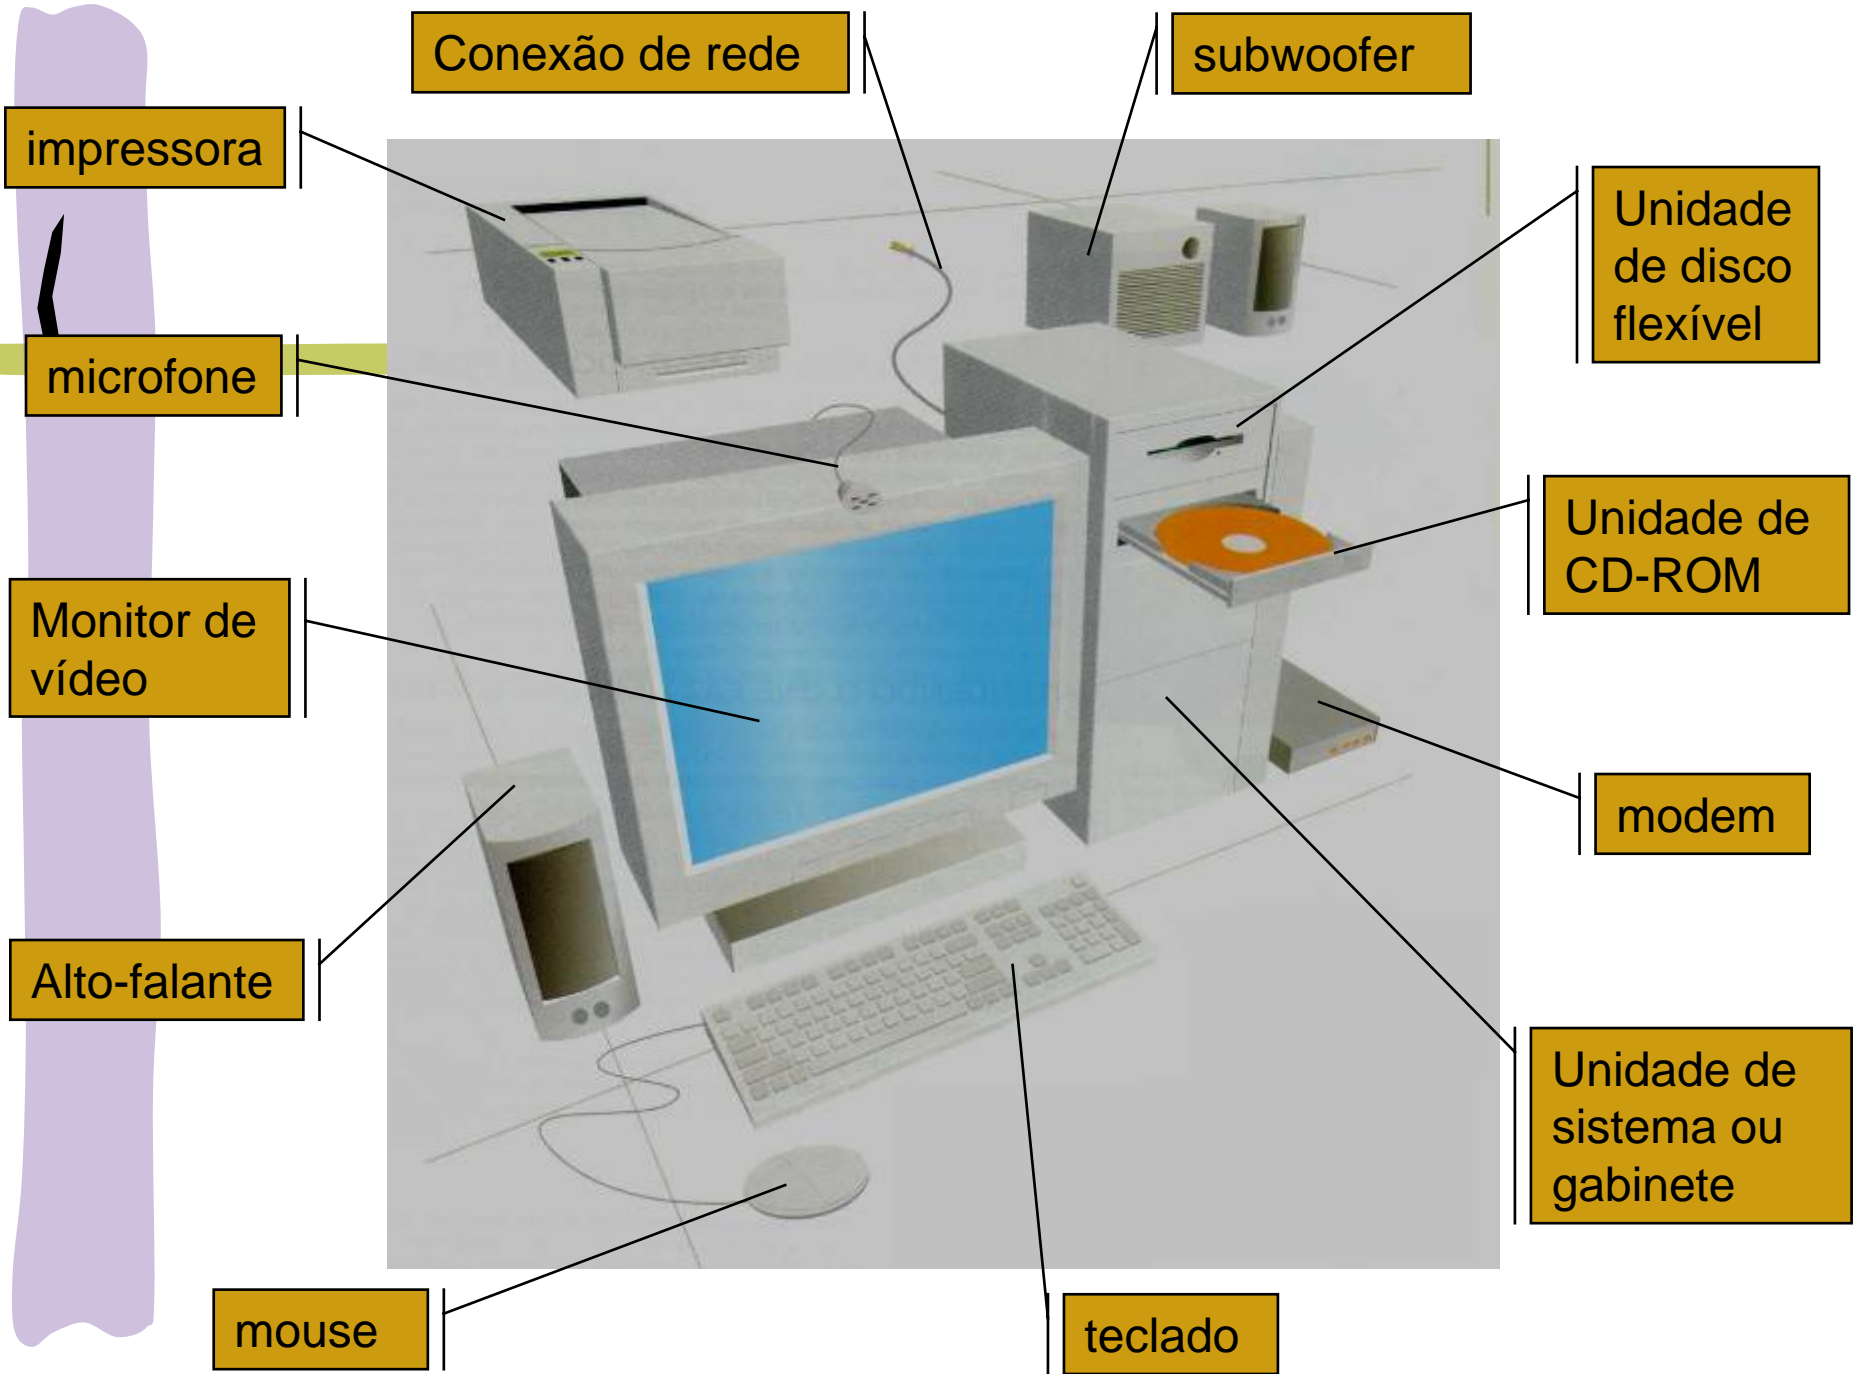 Conexão de rede
subwoofer
impressora
Unidade
de disco
flexível
microfone
Unidade de
CD-ROM
Monitor de
vídeo
modem
Alto-falante
Unidade de
sistema ou
gabinete
mouse
teclado